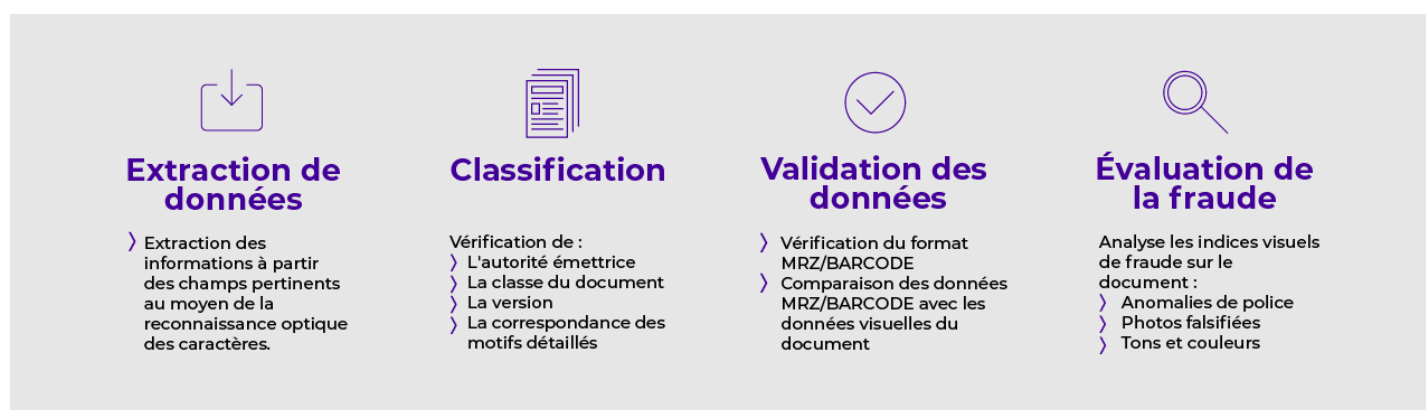 Extraction de
données
Extraction des
informations à partir
des champs pertinents
au moyen de la
reconnaissance optique
des caractères.
Classification
Vérification de :
L'autorité émettrice
La classe du document
La version
La correspondance des
motifs détaillés
Validation des
données
Vérification du format
MRZ/BARCODE
Comparaison des données
MRZ/BARCODE avec les
données visuelles du
document
Évaluation de
la fraude
Analyse les indices visuels
de fraude sur le
document :
Anomalies de police
Photos falsifiées
Tons et couleurs